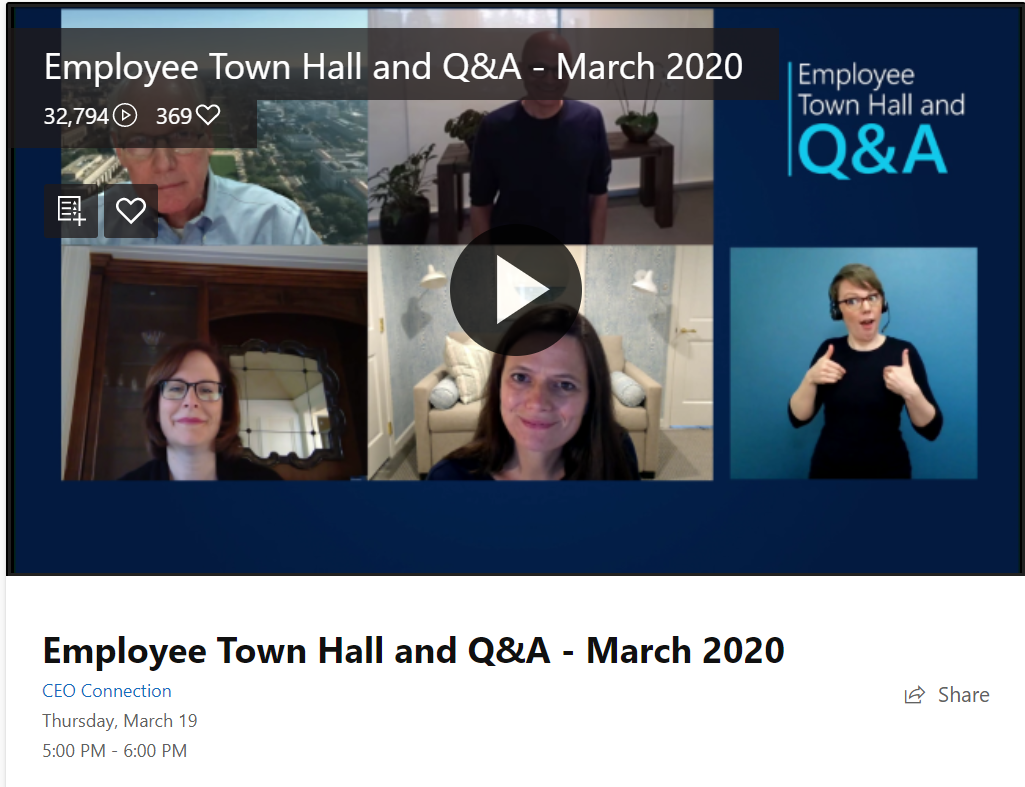 Employee Town Hall and Q&A - March 2020
32,794 369
Employee
Town Hall and
Q&A
Employee Town Hall and Q&A - March 2020
CEO Connection
Share
Thursday, March 19
5:00 PM - 6:00 PM